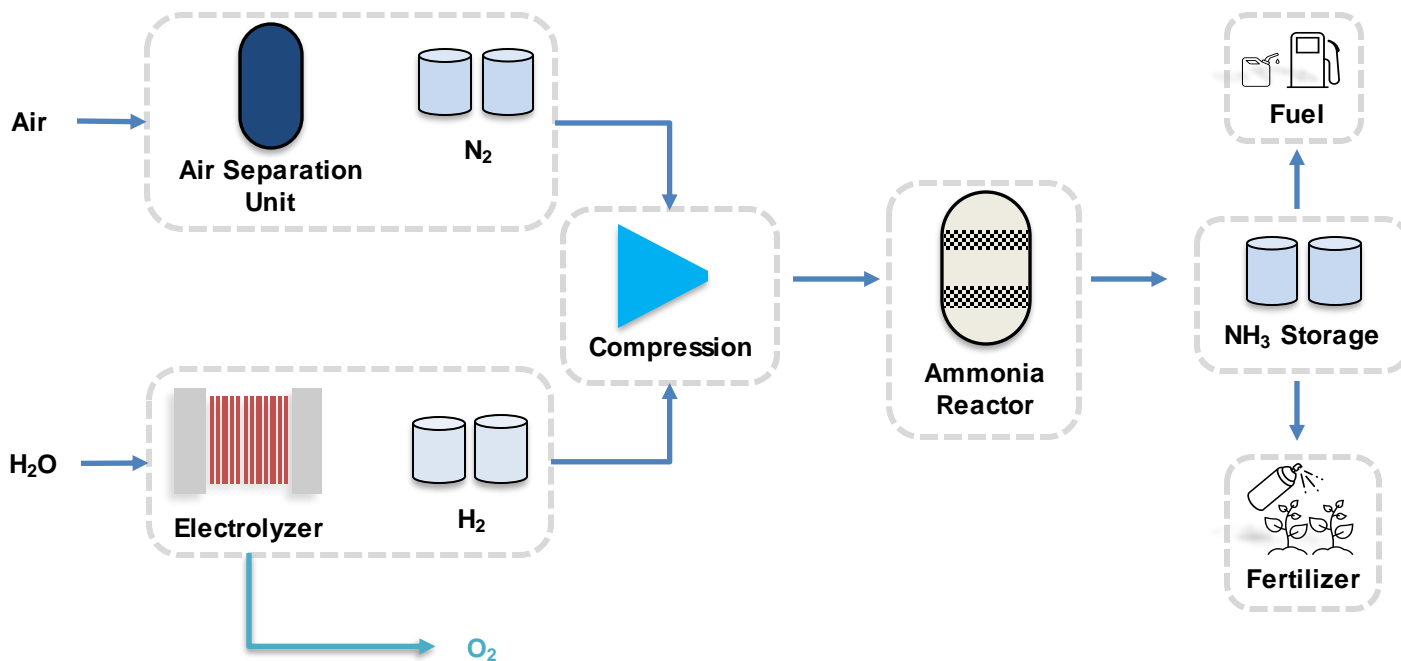 Air
Air Separation
Unit
N₂
Compression
H₂O
Electrolyzer
H₂
O₂
Ammonia
Reactor
Fuel
NH₃ Storage
Fertilizer